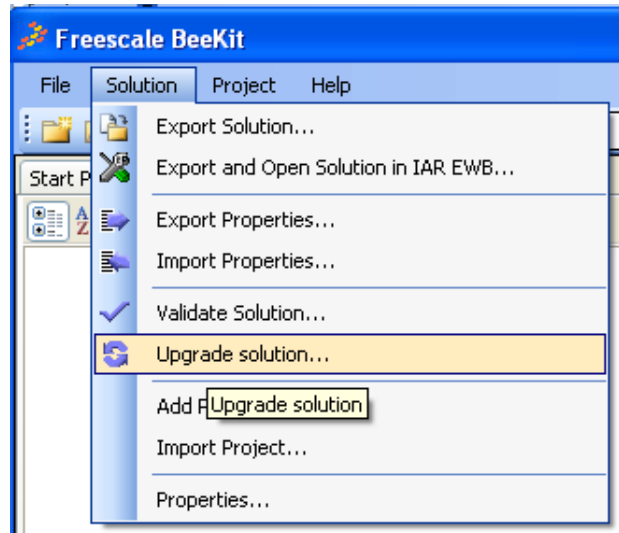 Freescale BeeKit
File Solution Project Help
Export Solution...
Export and Open Solution in IAR EWB...
Start P
Export Properties...
Import Properties...
Validate Solution...
Upgrade solution...
Add P
Upgrade solution
Import Project...
Properties...